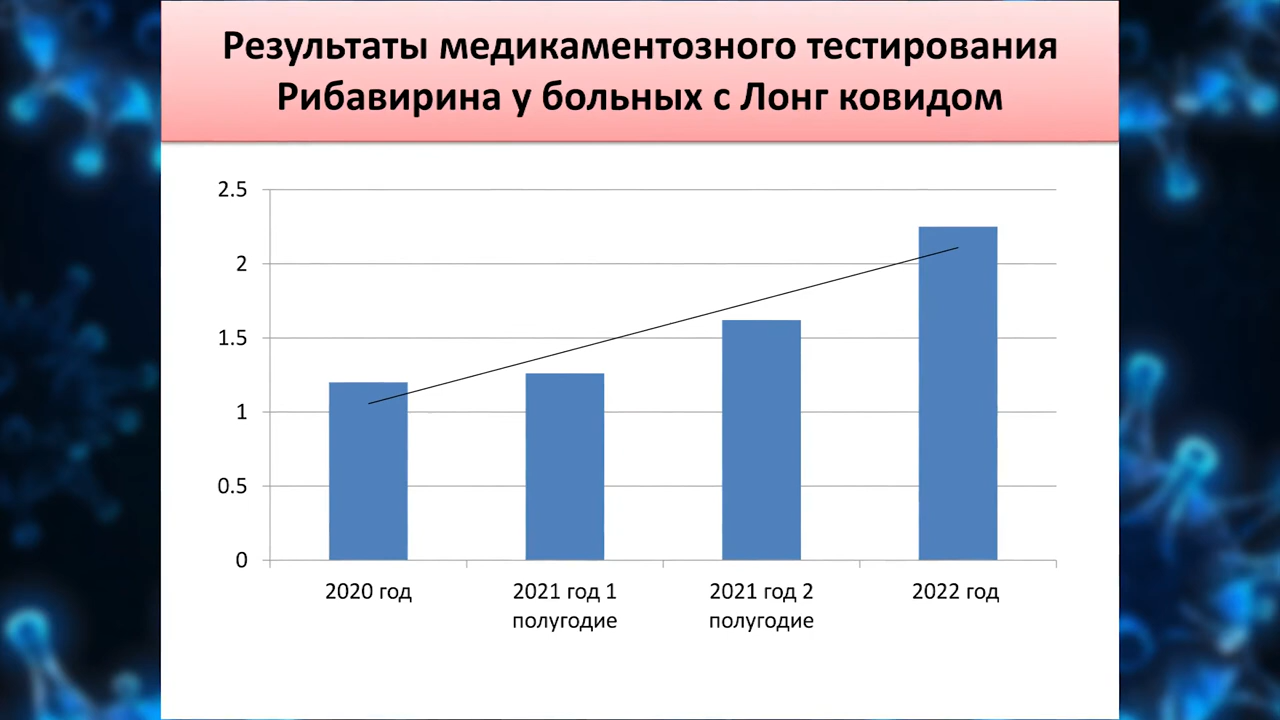 Результаты медикаментозного тестирования
Рибавирина у больных с Лонг ковидом
2.5
2
1.5
1
0.5
0
2020 год
2021 год 1
полугодие
2021 год 2
полугодие
2022 год